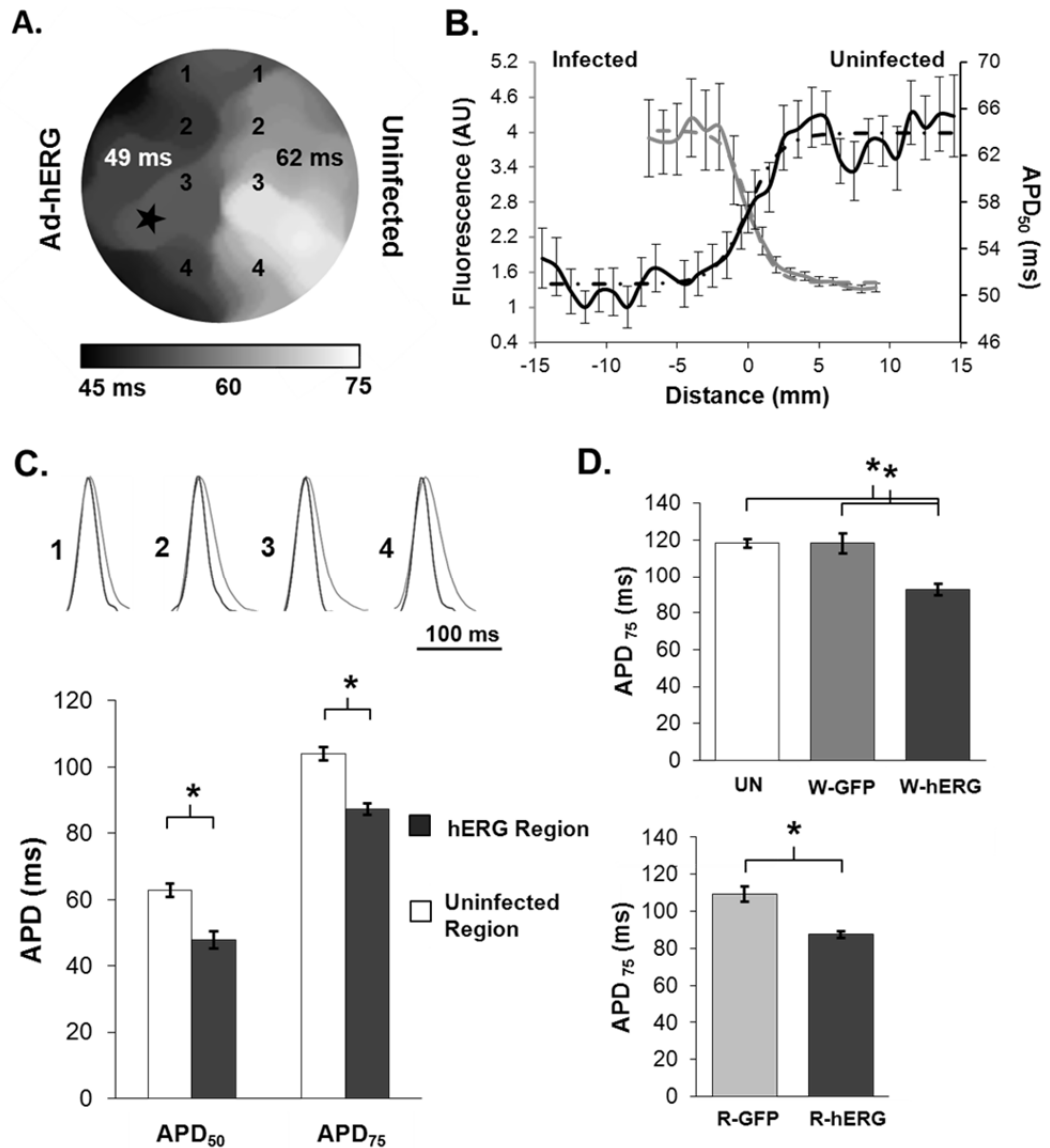 A.
Ad-hERG
Uninfected
1 1
2 2
49 ms 62 ms
3 3
4 4
45 ms 60 75
B.
Infected Uninfected
Fluorescence (AU)
5.2
4.6
4
3.4
2.8
2.2
1.6
1
0.4
70
66
62
58
54
50
46
APD50 (ms)
-15 -10 -5 0 5 10 15
Distance (mm)
C.
1 2 3 4
100 ms
APD (ms)
120
100
80
60
40
20
0
* *
hERG Region
Uninfected
Region
APD50 APD75
D.
* *
APD 75 (ms)
140
120
100
80
60
40
20
0
UN W-GFP W-hERG
*
APD 75 (ms)
140
120
100
80
60
40
20
0
R-GFP R-hERG